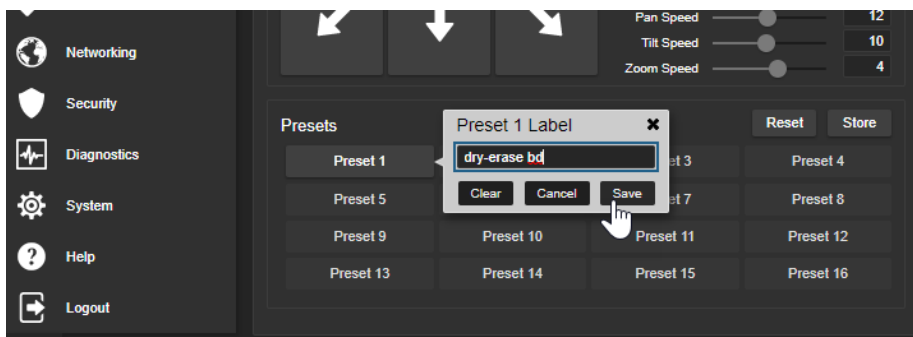 Networking
Security
Diagnostics
System
Help
Logout
Pan Speed 12
Tilt Speed 10
Zoom Speed 4
Presets
Reset Store
Preset 1 Label
dry-erase bd
Clear Cancel Save
Preset 1 et 3 Preset 4
Preset 5 et 7 Preset 8
Preset 9 Preset 10 Preset 11 Preset 12
Preset 13 Preset 14 Preset 15 Preset 16